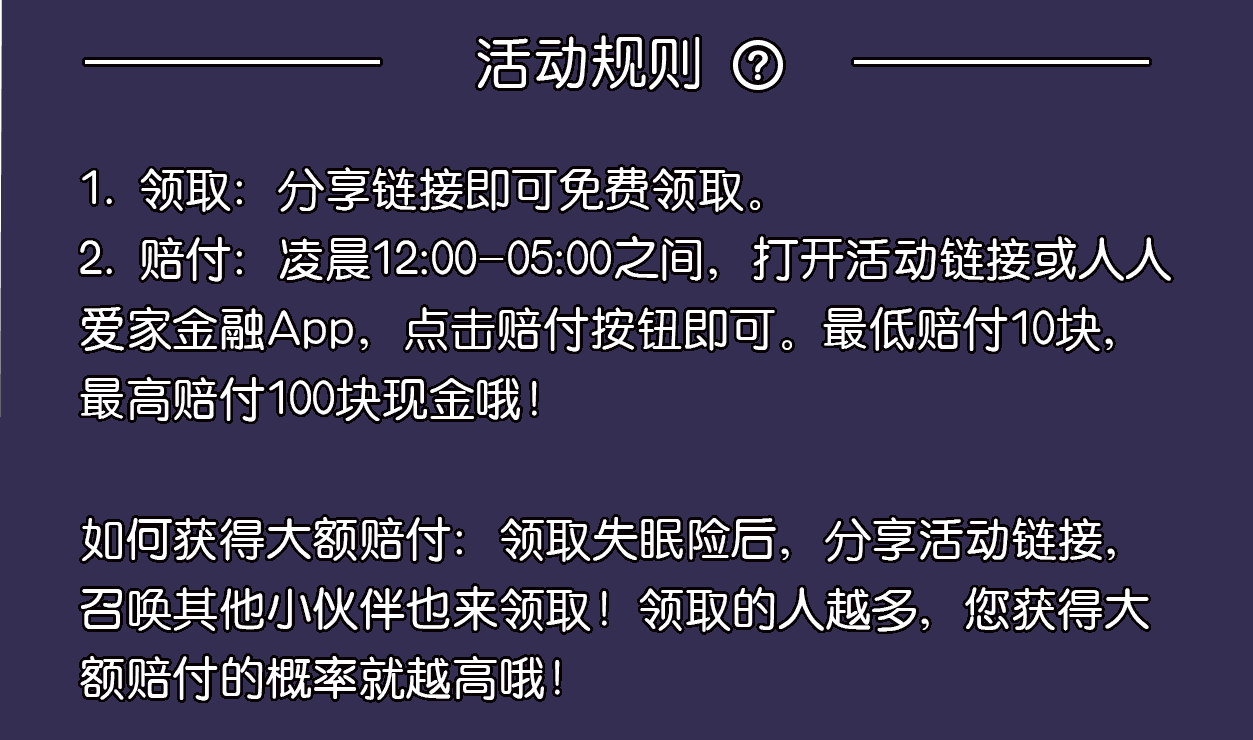 活动规则 ?
1. 领取：分享链接即可免费领取。
2. 赔付：凌晨12:00-05:00之间，打开活动链接或人人
爱家金融App，点击赔付按钮即可。最低赔付10块，
最高赔付100块现金哦！
如何获得大额赔付：领取失眠险后，分享活动链接，
召唤其他小伙伴也来领取！领取的人越多，您获得大
额赔付的概率就越高哦！